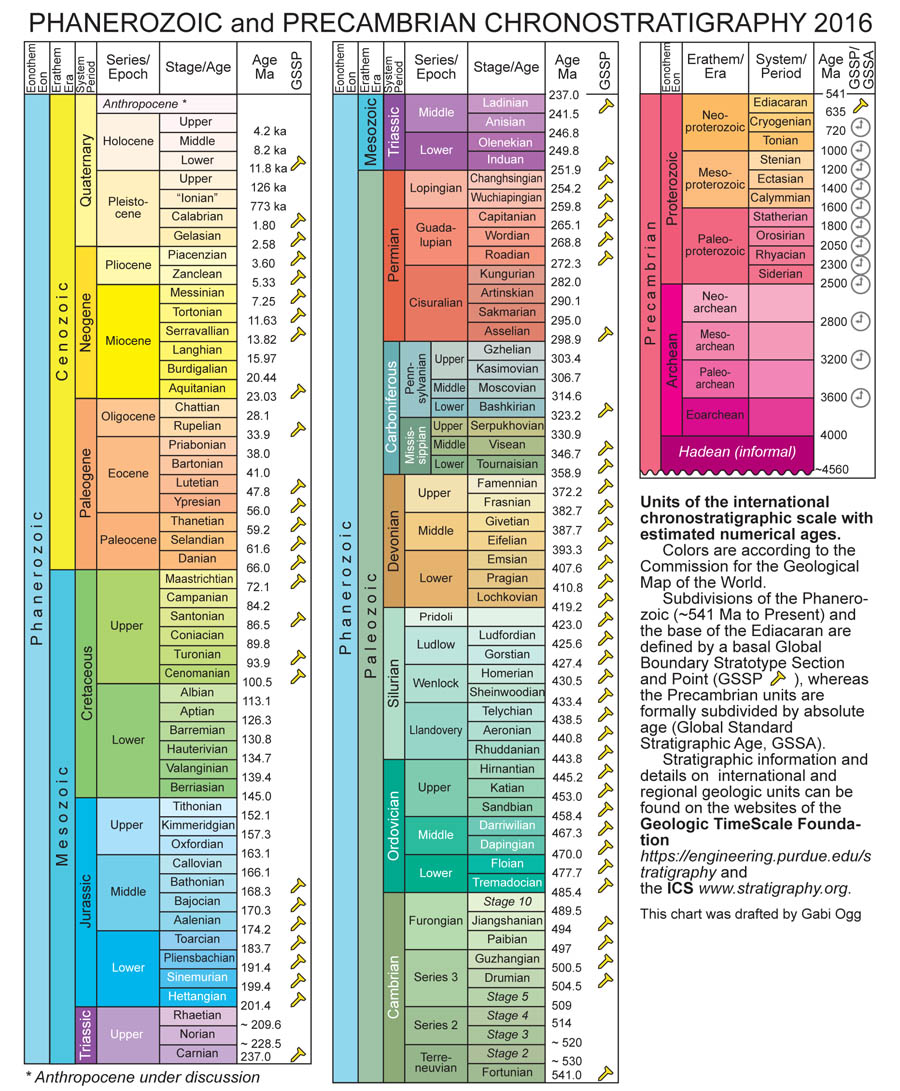 PHANEROZOIC and PRECAMBRIAN CHRONOSTRATIGRAPHY 2016
Eonothem Eon
Erathem Era
System Period
Series/ Epoch
Stage/Age
Age Ma
GSSP
Phanerozoic
Cenozoic
Quaternary
Anthropocene *
Holocene
Upper
4.2 ka
Middle
8.2 ka
Lower
11.8 ka
Pleisto-
cene
Upper
126 ka
“Ionian”
773 ka
Calabrian
1.80
Gelasian
2.58
Neogene
Pliocene
Piacenzian
3.60
Zanclean
5.33
Miocene
Messinian
7.25
Tortonian
11.63
Serravallian
13.82
Langhian
15.97
Burdigalian
20.44
Aquitanian
23.03
Paleogene
Oligocene
Chattian
28.1
Rupelian
33.9
Eocene
Priabonian
38.0
Bartonian
41.0
Lutetian
47.8
Ypresian
56.0
Paleocene
Thanetian
59.2
Selandian
61.6
Danian
66.0
Mesozoic
Cretaceous
Upper
Maastrichtian
72.1
Campanian
84.2
Santonian
86.5
Coniacian
89.8
Turonian
93.9
Cenomanian
100.5
Lower
Albian
113.1
Aptian
126.3
Barremian
130.8
Hauterivian
134.7
Valanginian
139.4
Berriasian
145.0
Jurassic
Upper
Tithonian
152.1
Kimmeridgian
157.3
Oxfordian
163.1
Middle
Callovian
166.1
Bathonian
168.3
Bajocian
170.3
Aalenian
174.2
Lower
Toarcian
183.7
Pliensbachian
191.4
Sinemurian
199.4
Hettangian
201.4
Triassic
Upper
Rhaetian
~ 209.6
Norian
~ 228.5
Carnian
237.0
* Anthropocene under discussion
Eonothem Eon
Erathem Era
System Period
Series/ Epoch
Stage/Age
Age Ma
GSSP
237.0
Phanerozoic
Mesozoic
Triassic
Middle
Ladinian
241.5
Anisian
246.8
Lower
Olenekian
249.8
Induan
251.9
Paleozoic
Permian
Lopingian
Changhsingian
254.2
Wuchiapingian
259.8
Guada-
lupian
Capitanian
265.1
Wordian
268.8
Roadian
272.3
Cisuralian
Kungurian
282.0
Artinskian
290.1
Sakmarian
295.0
Asselian
298.9
Carboniferous
Penn-
sylvanian
Upper
Gzhelian
303.4
Kasimovian
306.7
Middle
Moscovian
314.6
Lower
Bashkirian
323.2
Missis-
sippian
Upper
Serpukhovian
330.9
Middle
Visean
346.7
Lower
Tournaisian
358.9
Devonian
Upper
Famennian
372.2
Frasnian
382.7
Middle
Givetian
387.7
Eifelian
393.3
Lower
Emsian
407.6
Pragian
410.8
Lochkovian
419.2
Silurian
Pridoli
423.0
Ludlow
Ludfordian
425.6
Gorstian
427.4
Wenlock
Homerian
430.5
Sheinwoodian
433.4
Llandovery
Telychian
438.5
Aeronian
440.8
Rhuddanian
443.8
Ordovician
Upper
Hirnantian
445.2
Katian
453.0
Sandbian
458.4
Middle
Darriwilian
467.3
Dapingian
470.0
Lower
Floian
477.7
Tremadocian
485.4
Cambrian
Furongian
Stage 10
489.5
Jiangshanian
494
Paibian
497
Series 3
Guzhangian
500.5
Drumian
504.5
Stage 5
509
Series 2
Stage 4
514
Stage 3
~ 520
Terre-
neuvian
Stage 2
~ 530
Fortunian
541.0
Eonothem Eon
Erathem/ Era
System/ Period
Age Ma
GSSP/ GSSA
541
Precambrian
Proterozoic
Neo-
proterozoic
Ediacaran
635
Cryogenian
720
Tonian
1000
Meso-
proterozoic
Stenian
1200
Ectasian
1400
Calymmian
1600
Paleo-
proterozoic
Statherian
1800
Orosirian
2050
Rhyacian
2300
Siderian
2500
Archean
Neo-
archean
2800
Meso-
archean
3200
Paleo-
archean
3600
Eoarchean
4000
Hadean (informal)
~4560
Units of the international
chronostratigraphic scale with
estimated numerical ages.
Colors are according to the
Commission for the Geological
Map of the World.
Subdivisions of the Phanero-
zoic (~541 Ma to Present) and
the base of the Ediacaran are
defined by a basal Global
Boundary Stratotype Section
and Point (GSSP ), whereas
the Precambrian units are
formally subdivided by absolute
age (Global Standard
Stratigraphic Age, GSSA).
Stratigraphic information and
details on international and
regional geologic units can be
found on the websites of the
Geologic TimeScale Founda-
tion
https://engineering.purdue.edu/s
tratigraphy and
the ICS www.stratigraphy.org.
This chart was drafted by Gabi Ogg